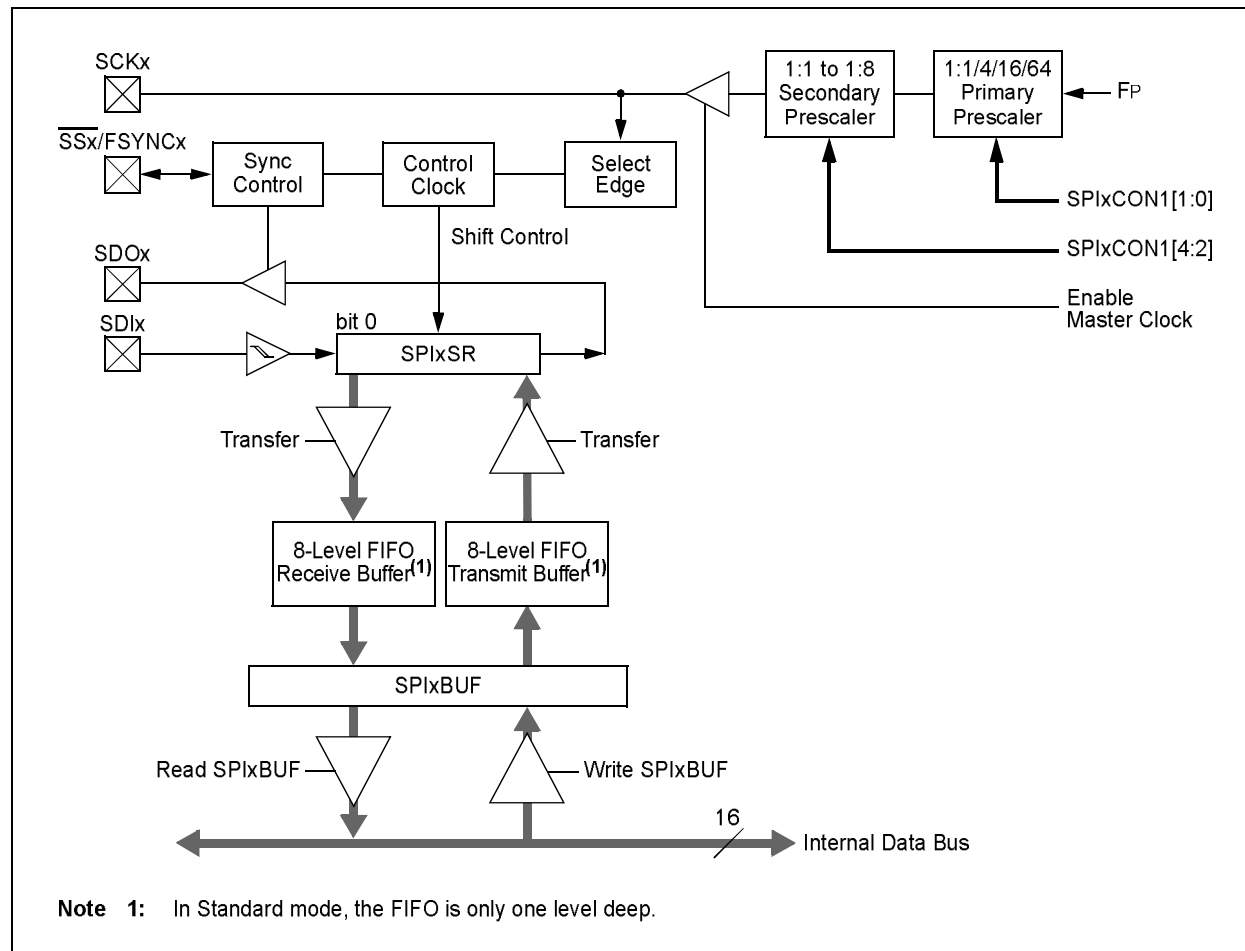 SCKx
1:1 to 1:8
Secondary
Prescaler
1:1/4/16/64
Primary
Prescaler
FP
SSx/FSYNCx
Sync
Control
Control
Clock
Select
Edge
SPIxCON1[1:0]
Shift Control
SPIxCON1[4:2]
SDOx
Enable
Master Clock
SDIx
bit 0
SPIxSR
Transfer
Transfer
8-Level FIFO
Receive Buffer(1)
8-Level FIFO
Transmit Buffer(1)
SPIxBUF
Read SPIxBUF
Write SPIxBUF
16
Internal Data Bus
Note 1: In Standard mode, the FIFO is only one level deep.